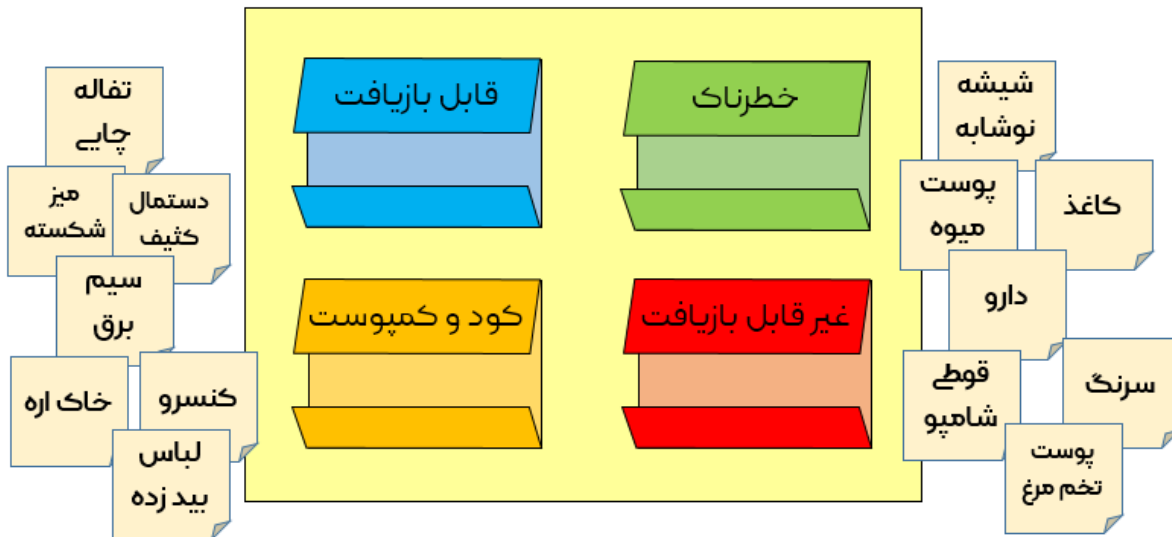 شیشه
نوشابه
پوست
میوه
کاغذ
دارو
قوطی
شامپو
سرنگ
پوست
تخم مرغ
خطرناک
قابل بازیافت
غیر قابل بازیافت
کود و کمپوست
تفاله
چایی
میز
شکسته
دستمال
کثیف
سیم
برق
کنسرو
خاک اره
لباس
بید زده